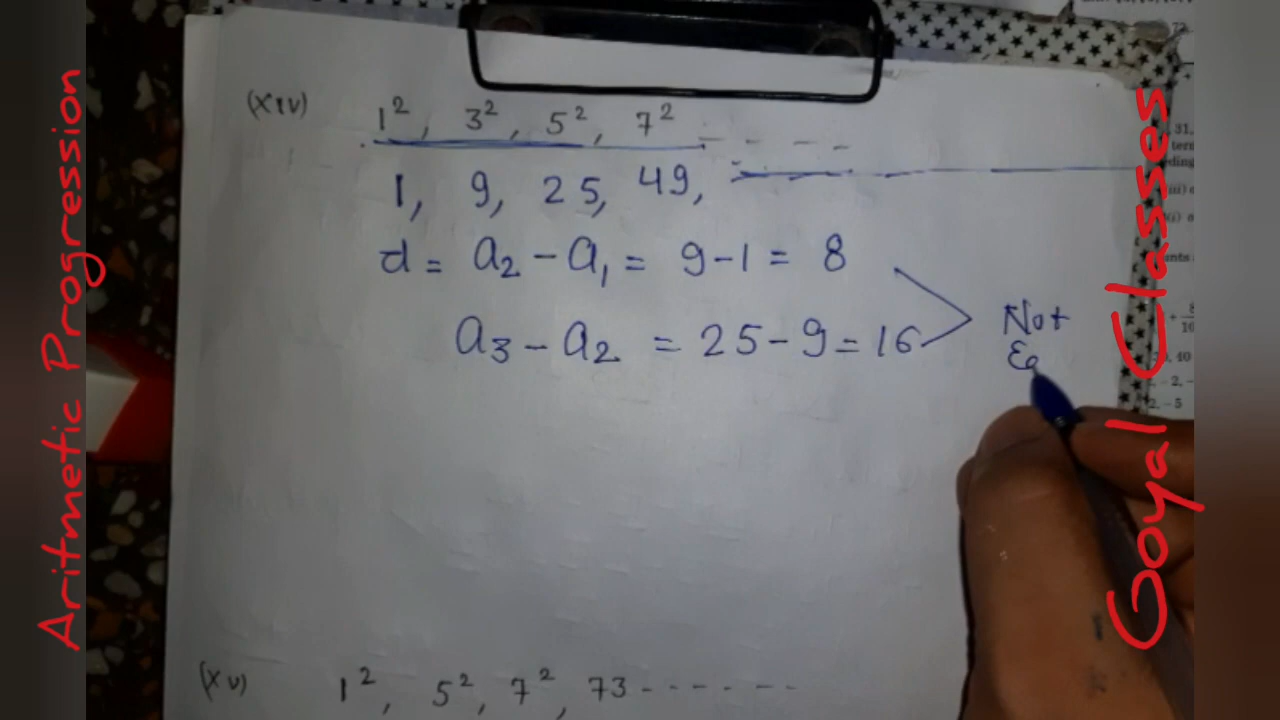 Aritmetic Progression
(xiv) 1², 3², 5², 7² - - - -
1, 9, 25, 49,
d = a₂ - a₁ = 9-1 = 8
a₃ - a₂ = 25-9 = 16
Not
(xv) 1², 5², 7², 73 - - - - - -
Goyal Classes